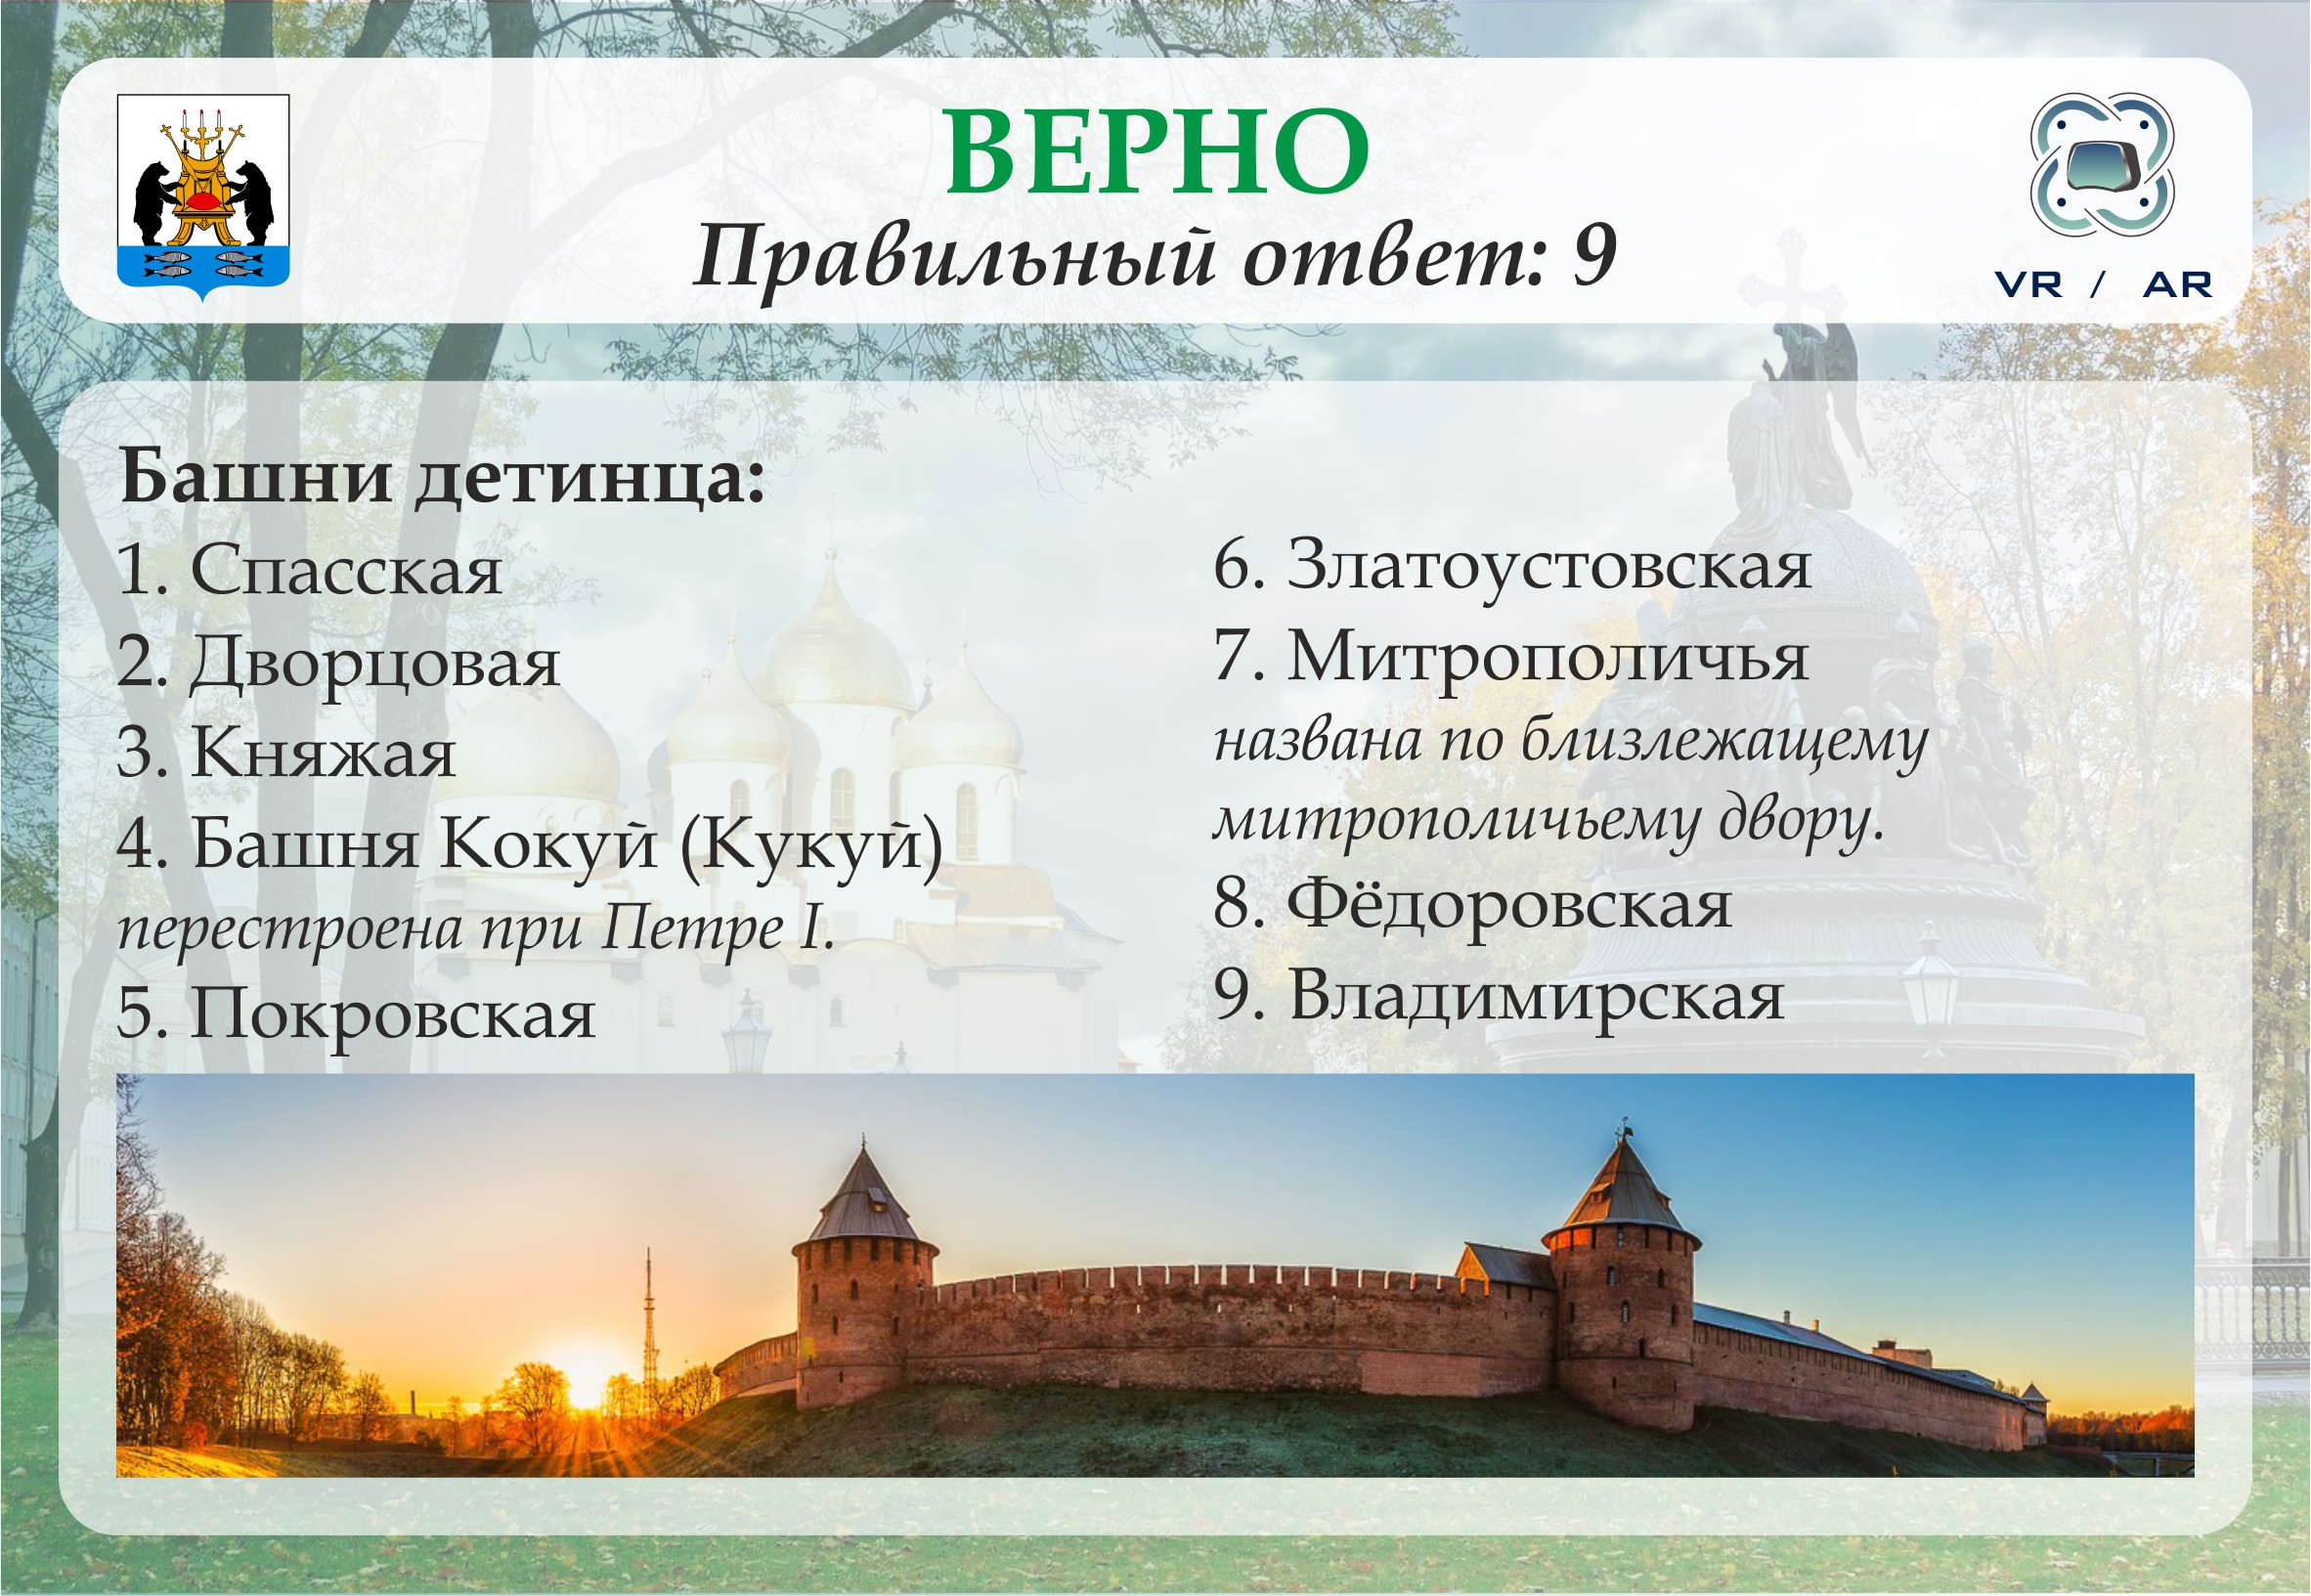 ВЕРНО
Правильный ответ: 9
VR / AR
Башни детинца:
1. Спасская
2. Дворцовая
3. Княжая
4. Башня Кокуй (Кукуй)
перестроена при Петре I.
5. Покровская
6. Златоустовская
7. Митрополичья
названа по близлежащему
митрополичьему двору.
8. Фёдоровская
9. Владимирская